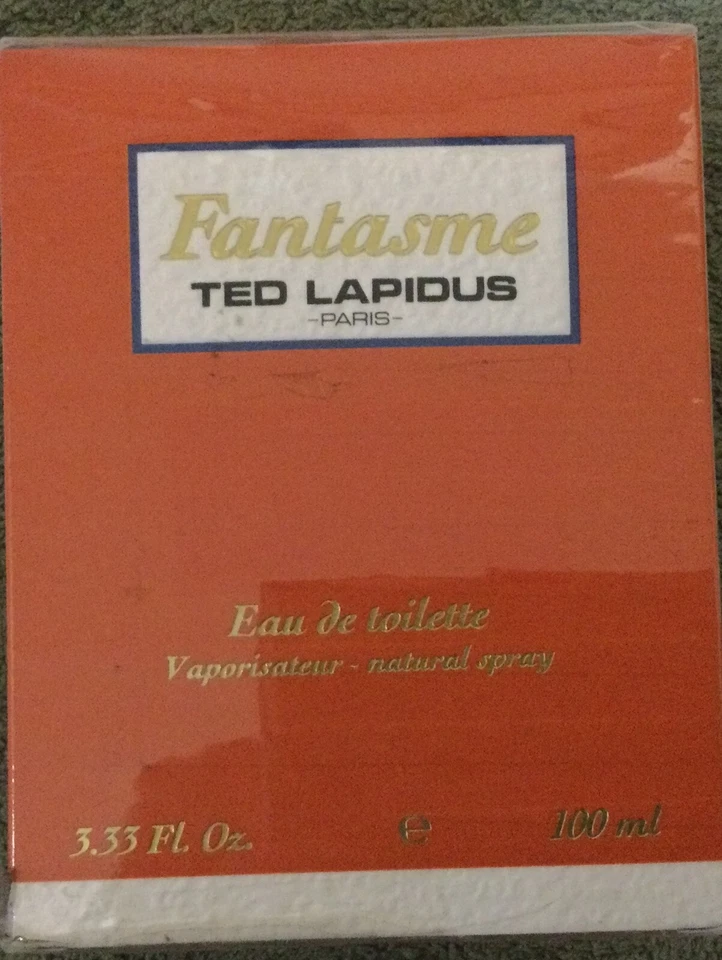 Fantasme
TED LAPIDUS
-PARIS-
Eau de toilette
Vaporisateur - natural spray
3.33 Fl. Oz. ℮ 100 ml